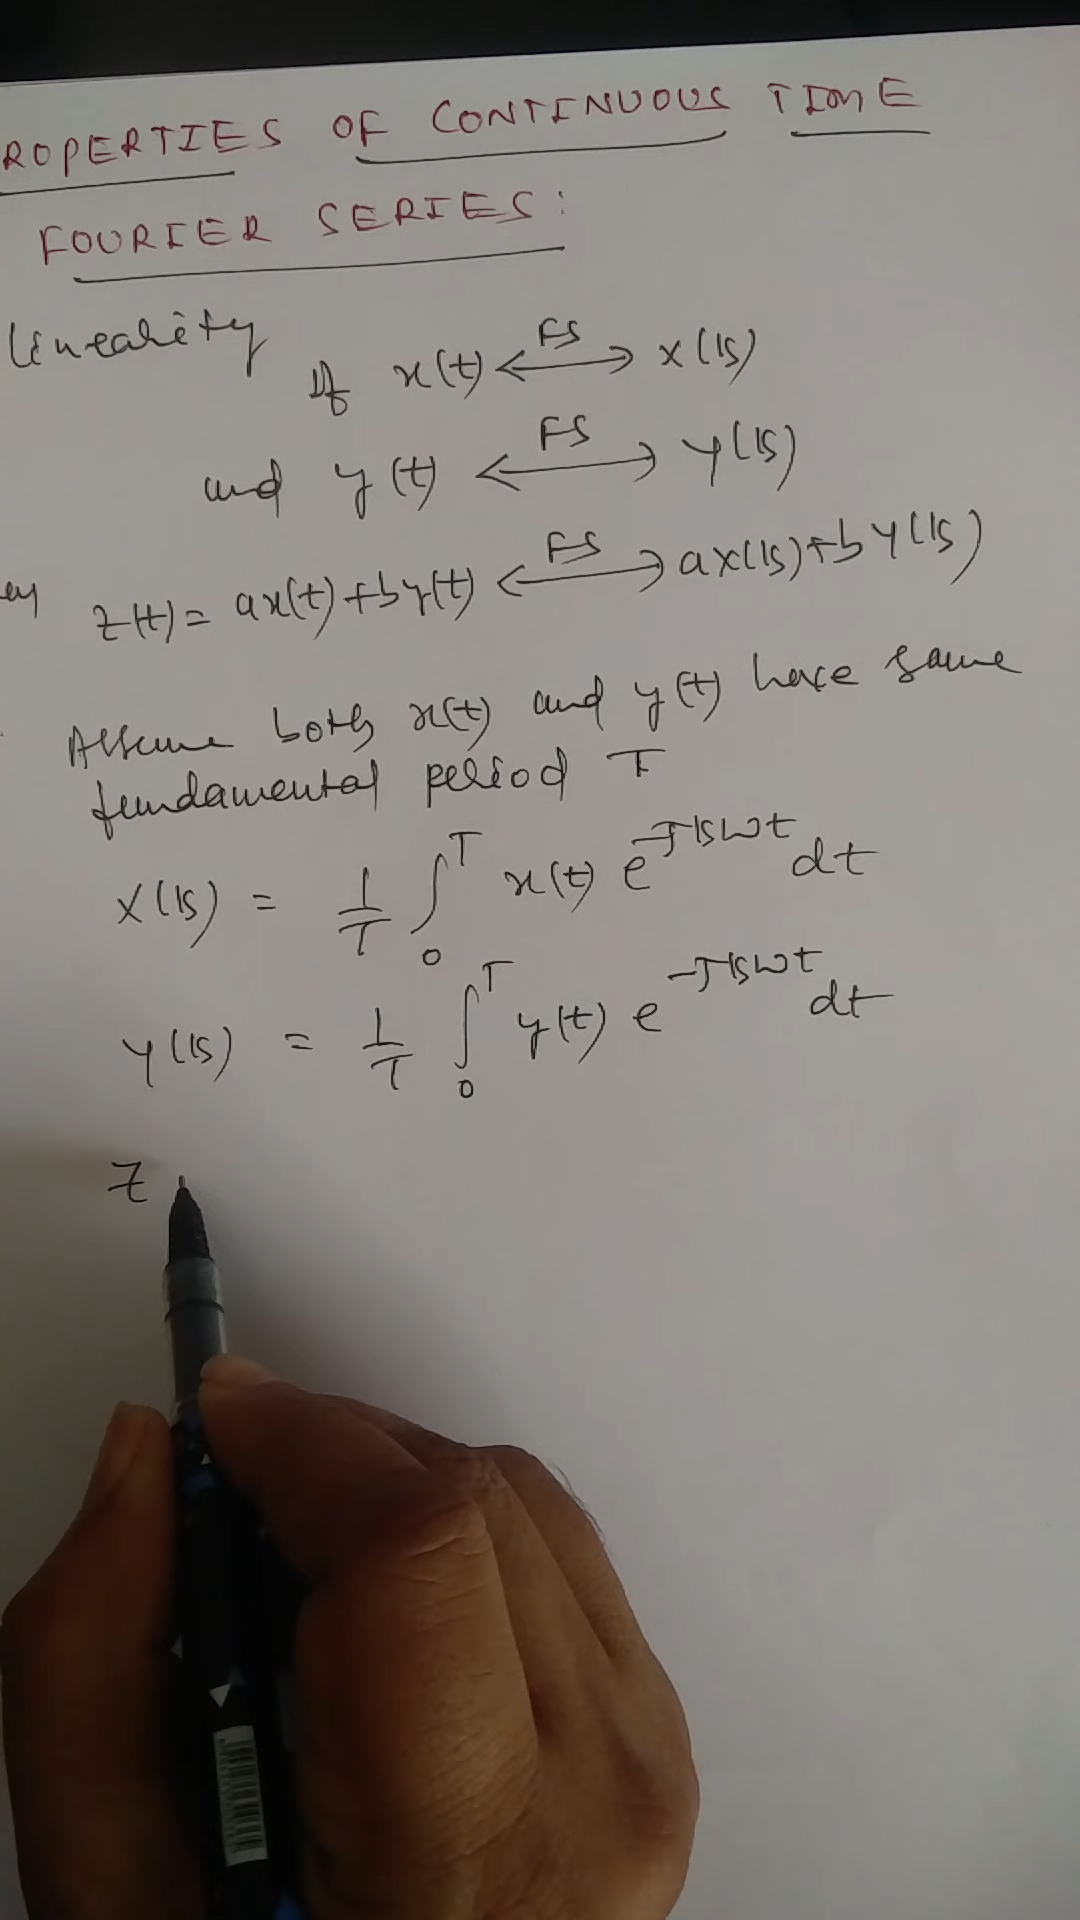 ROPERTIES OF CONTINUOUS TIME
FOURIER SERIES:
linearity
If x(t) <-FS-> X(k)
and y(t) <-FS-> Y(k)
z(t) = ax(t)+by(t) <-FS-> aX(k)+bY(k)
Assume both x(t) and y(t) have same
fundamental period T
X(k) = 1/T ∫₀ᵀ x(t) e^-jkωt dt
Y(k) = 1/T ∫₀ᵀ y(t) e^-jkωt dt
Z